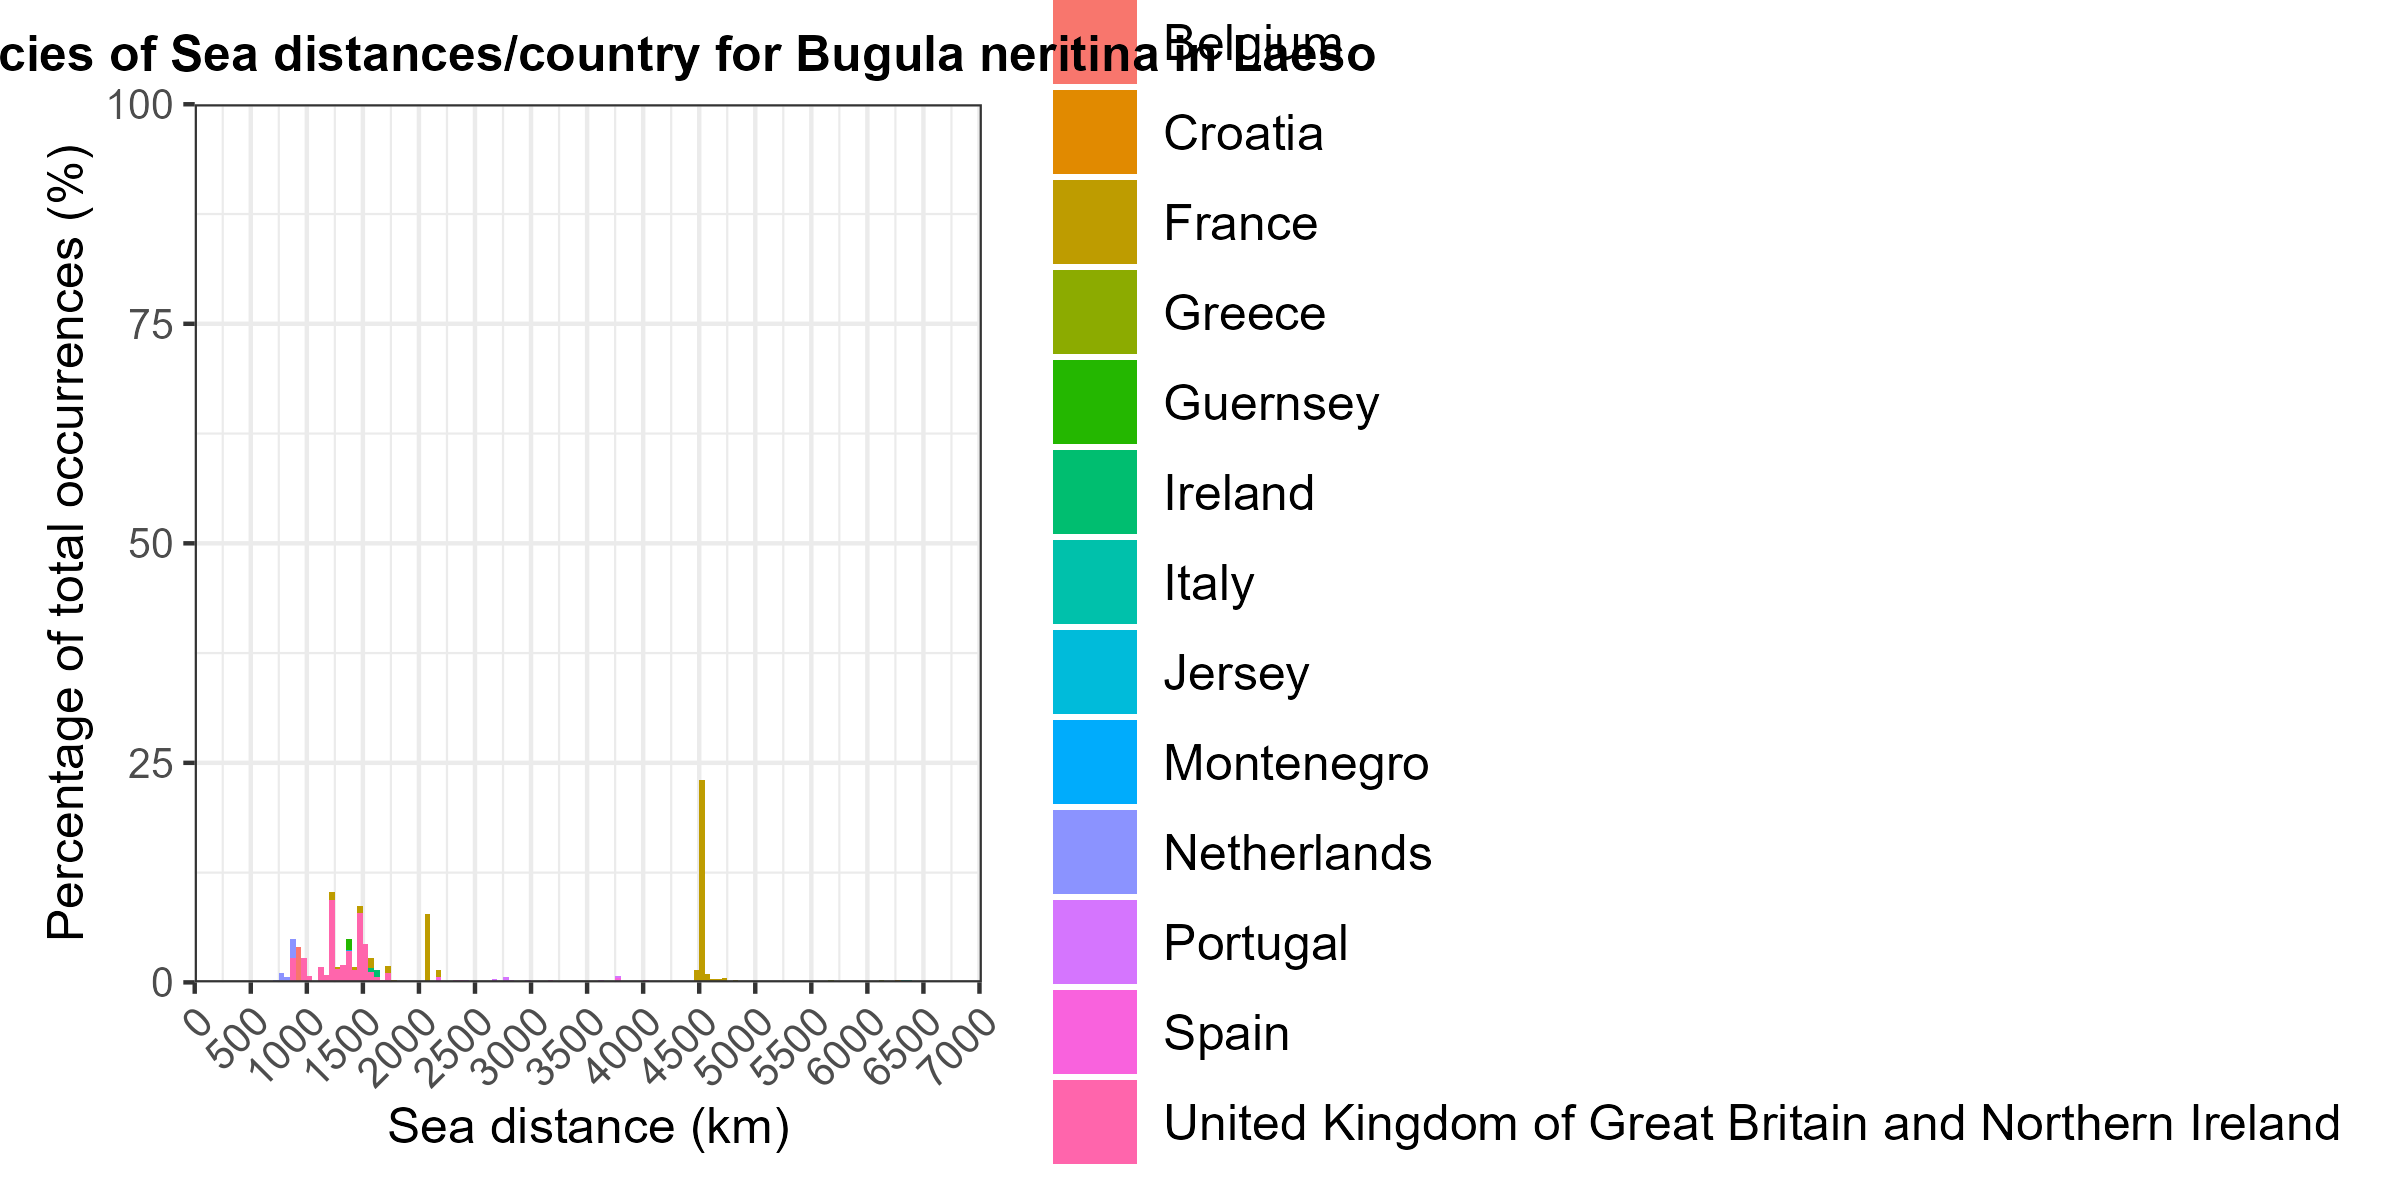 cies of Sea distances/country for Bugula neritina in Laeso
Percentage of total occurrences (%)
100
75
50
25
0
0
500
1000
1500
2000
2500
3000
3500
4000
4500
5000
5500
6000
6500
7000
Sea distance (km)
Belgium
Croatia
France
Greece
Guernsey
Ireland
Italy
Jersey
Montenegro
Netherlands
Portugal
Spain
United Kingdom of Great Britain and Northern Ireland